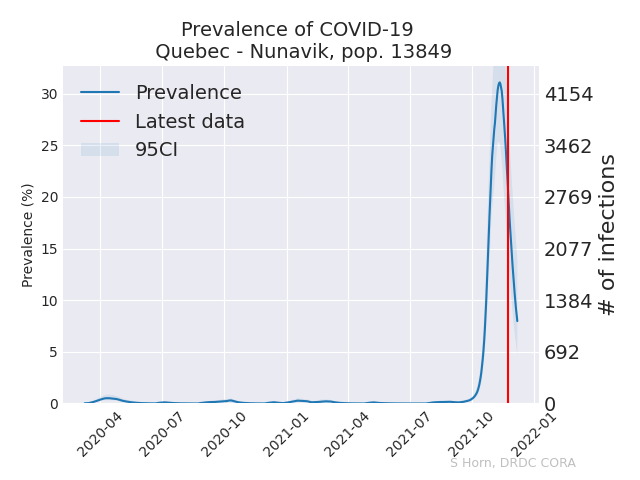 Prevalence of COVID-19
Quebec - Nunavik, pop. 13849
Prevalence
Latest data
95CI
Prevalence (%)
30
25
20
15
10
5
0
4154
3462
2769
2077
1384
692
0
# of infections
2020-04
2020-07
2020-10
2021-01
2021-04
2021-07
2021-10
2022-01
S Horn, DRDC CORA